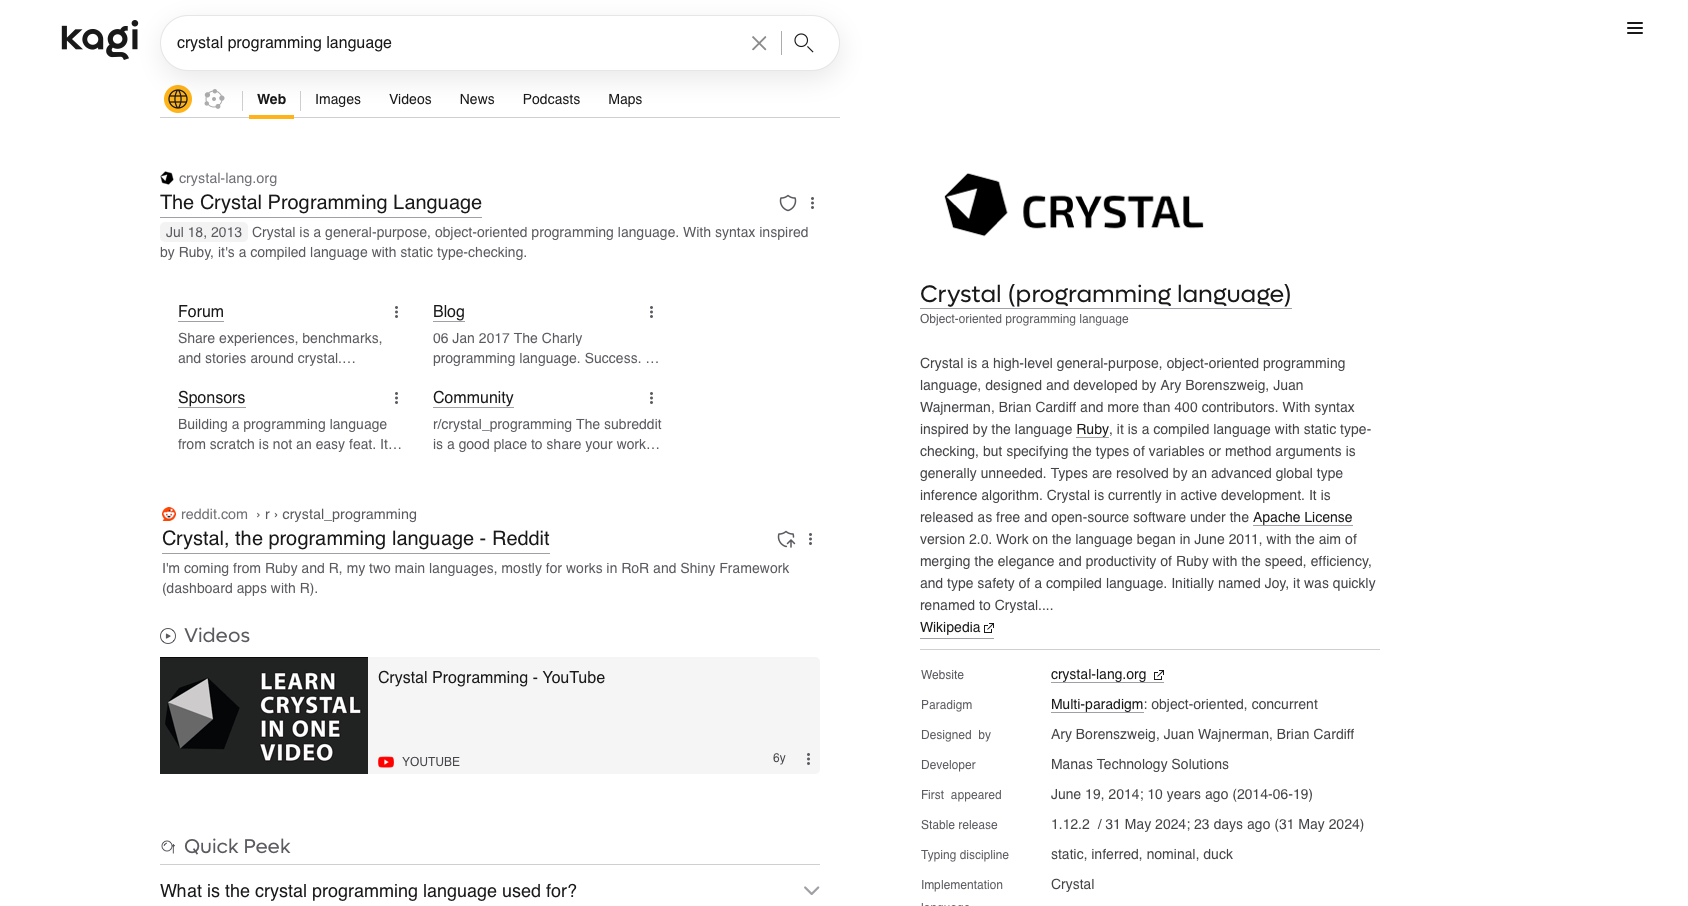 kagi
crystal programming language
Web
Images
Videos
News
Podcasts
Maps
crystal-lang.org
The Crystal Programming Language
Jul 18, 2013 Crystal is a general-purpose, object-oriented programming language. With syntax inspired
by Ruby, it's a compiled language with static type-checking.
Forum
Share experiences, benchmarks,
and stories around crystal....
Blog
06 Jan 2017 The Charly
programming language. Success. ...
Sponsors
Building a programming language
from scratch is not an easy feat. It...
Community
r/crystal_programming The subreddit
is a good place to share your work...
reddit.com › r › crystal_programming
Crystal, the programming language - Reddit
I'm coming from Ruby and R, my two main languages, mostly for works in RoR and Shiny Framework
(dashboard apps with R).
Videos
LEARN
CRYSTAL
IN ONE
VIDEO
Crystal Programming - YouTube
YOUTUBE
6y
Quick Peek
What is the crystal programming language used for?
CRYSTAL
Crystal (programming language)
Object-oriented programming language
Crystal is a high-level general-purpose, object-oriented programming
language, designed and developed by Ary Borenszweig, Juan
Wajnerman, Brian Cardiff and more than 400 contributors. With syntax
inspired by the language Ruby, it is a compiled language with static type-
checking, but specifying the types of variables or method arguments is
generally unneeded. Types are resolved by an advanced global type
inference algorithm. Crystal is currently in active development. It is
released as free and open-source software under the Apache License
version 2.0. Work on the language began in June 2011, with the aim of
merging the elegance and productivity of Ruby with the speed, efficiency,
and type safety of a compiled language. Initially named Joy, it was quickly
renamed to Crystal....
Wikipedia
Website crystal-lang.org
Paradigm Multi-paradigm: object-oriented, concurrent
Designed by Ary Borenszweig, Juan Wajnerman, Brian Cardiff
Developer Manas Technology Solutions
First appeared June 19, 2014; 10 years ago (2014-06-19)
Stable release 1.12.2 / 31 May 2024; 23 days ago (31 May 2024)
Typing discipline static, inferred, nominal, duck
Implementation Crystal